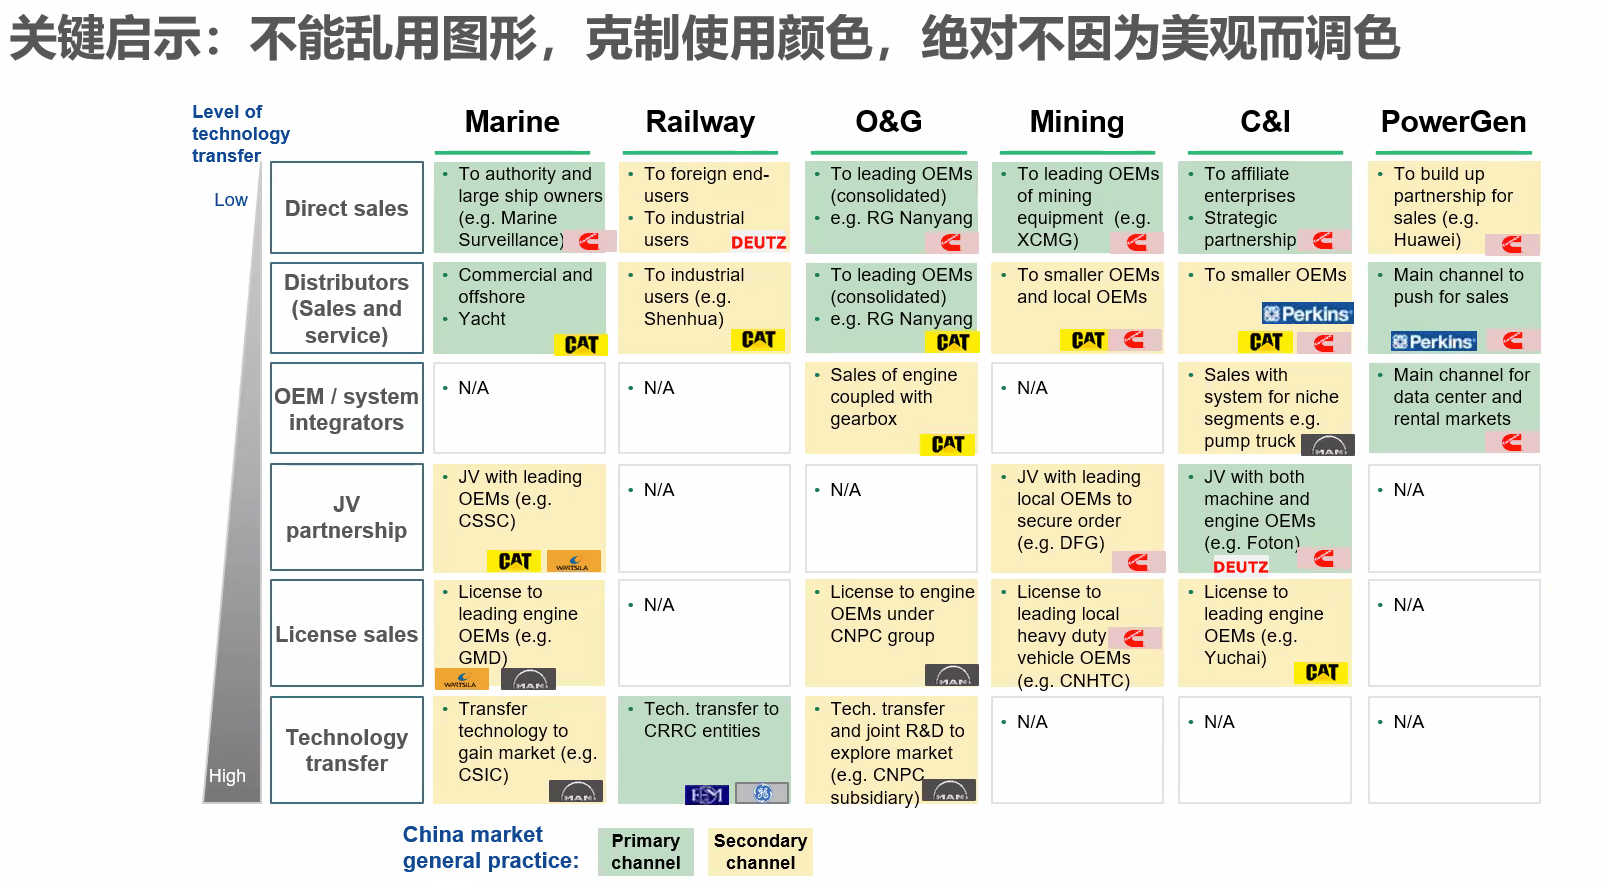 关键启示：不能乱用图形，克制使用颜色，绝对不因为美观而调色
Level of
technology
transfer
Low
High
Marine
Railway
O&G
Mining
C&I
PowerGen
Direct sales
• To authority and
large ship owners
(e.g. Marine
Surveillance)
• To foreign end-
users
• To industrial
users
DEUTZ
• To leading OEMs
(consolidated)
• e.g. RG Nanyang
• To leading OEMs
of mining
equipment (e.g.
XCMG)
• To affiliate
enterprises
• Strategic
partnership
• To build up
partnership for
sales (e.g.
Huawei)
Distributors
(Sales and
service)
• Commercial and
offshore
• Yacht
CAT
• To industrial
users (e.g.
Shenhua)
CAT
• To leading OEMs
(consolidated)
• e.g. RG Nanyang
CAT
• To smaller OEMs
and local OEMs
CAT
• To smaller OEMs
Perkins
CAT
• Main channel to
push for sales
Perkins
OEM / system
integrators
• N/A
• N/A
• Sales of engine
coupled with
gearbox
CAT
• N/A
• Sales with
system for niche
segments e.g.
pump truck
MAN
• Main channel for
data center and
rental markets
JV
partnership
• JV with leading
OEMs (e.g.
CSSC)
CAT
WARTSILA
• N/A
• N/A
• JV with leading
local OEMs to
secure order
(e.g. DFG)
• JV with both
machine and
engine OEMs
(e.g. Foton)
DEUTZ
• N/A
License sales
• License to
leading engine
OEMs (e.g.
GMD)
WARTSILA
MAN
• N/A
• License to engine
OEMs under
CNPC group
MAN
• License to
leading local
heavy duty
vehicle OEMs
(e.g. CNHTC)
• License to
leading engine
OEMs (e.g.
Yuchai)
CAT
• N/A
Technology
transfer
• Transfer
technology to
gain market (e.g.
CSIC)
MAN
• Tech. transfer to
CRRC entities
• Tech. transfer
and joint R&D to
explore market
(e.g. CNPC
subsidiary)
MAN
• N/A
• N/A
• N/A
China market
general practice:
Primary
channel
Secondary
channel